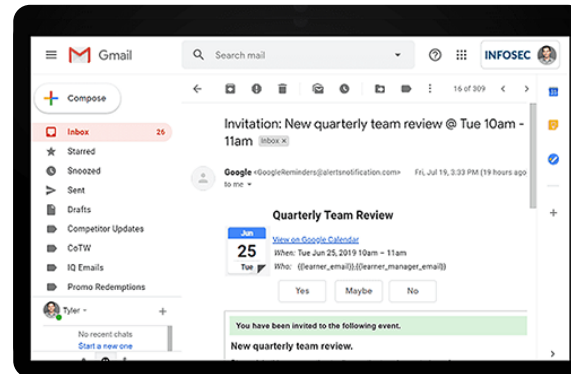 Gmail
Search mail
INFOSEC
Compose
16 of 309
Inbox 26
Starred
Snoozed
Sent
Drafts
Competitor Updates
CoTW
IQ Emails
Promo Redemptions
Tyler
No recent chats
Start a new one
Invitation: New quarterly team review @ Tue 10am -
11am Inbox x
Google <GoogleReminders@alertsnotification.com> Fri, Jul 19, 3:33 PM (19 hours ago
to me
Quarterly Team Review
Jun
25
Tue
View on Google Calendar
When: Tue Jun 25, 2019 10am – 11am
Who: {{learner_email}};{{learner_manager_email}}
Yes Maybe No
You have been invited to the following event.
New quarterly team review.